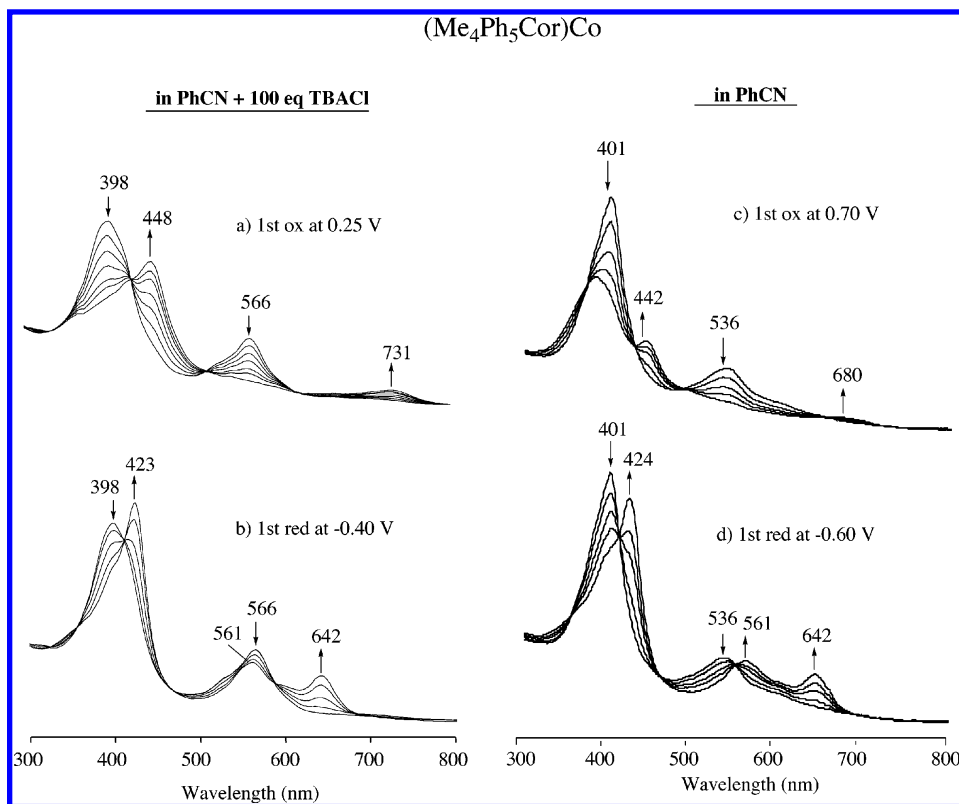 (Me₄Ph₅Cor)Co
in PhCN + 100 eq TBACl
in PhCN
398
448
a) 1st ox at 0.25 V
566
731
401
c) 1st ox at 0.70 V
442
536
680
398
423
b) 1st red at -0.40 V
561
566
642
401
424
d) 1st red at -0.60 V
536
561
642
300 400 500 600 700 800
Wavelength (nm)
300 400 500 600 700 800
Wavelength (nm)